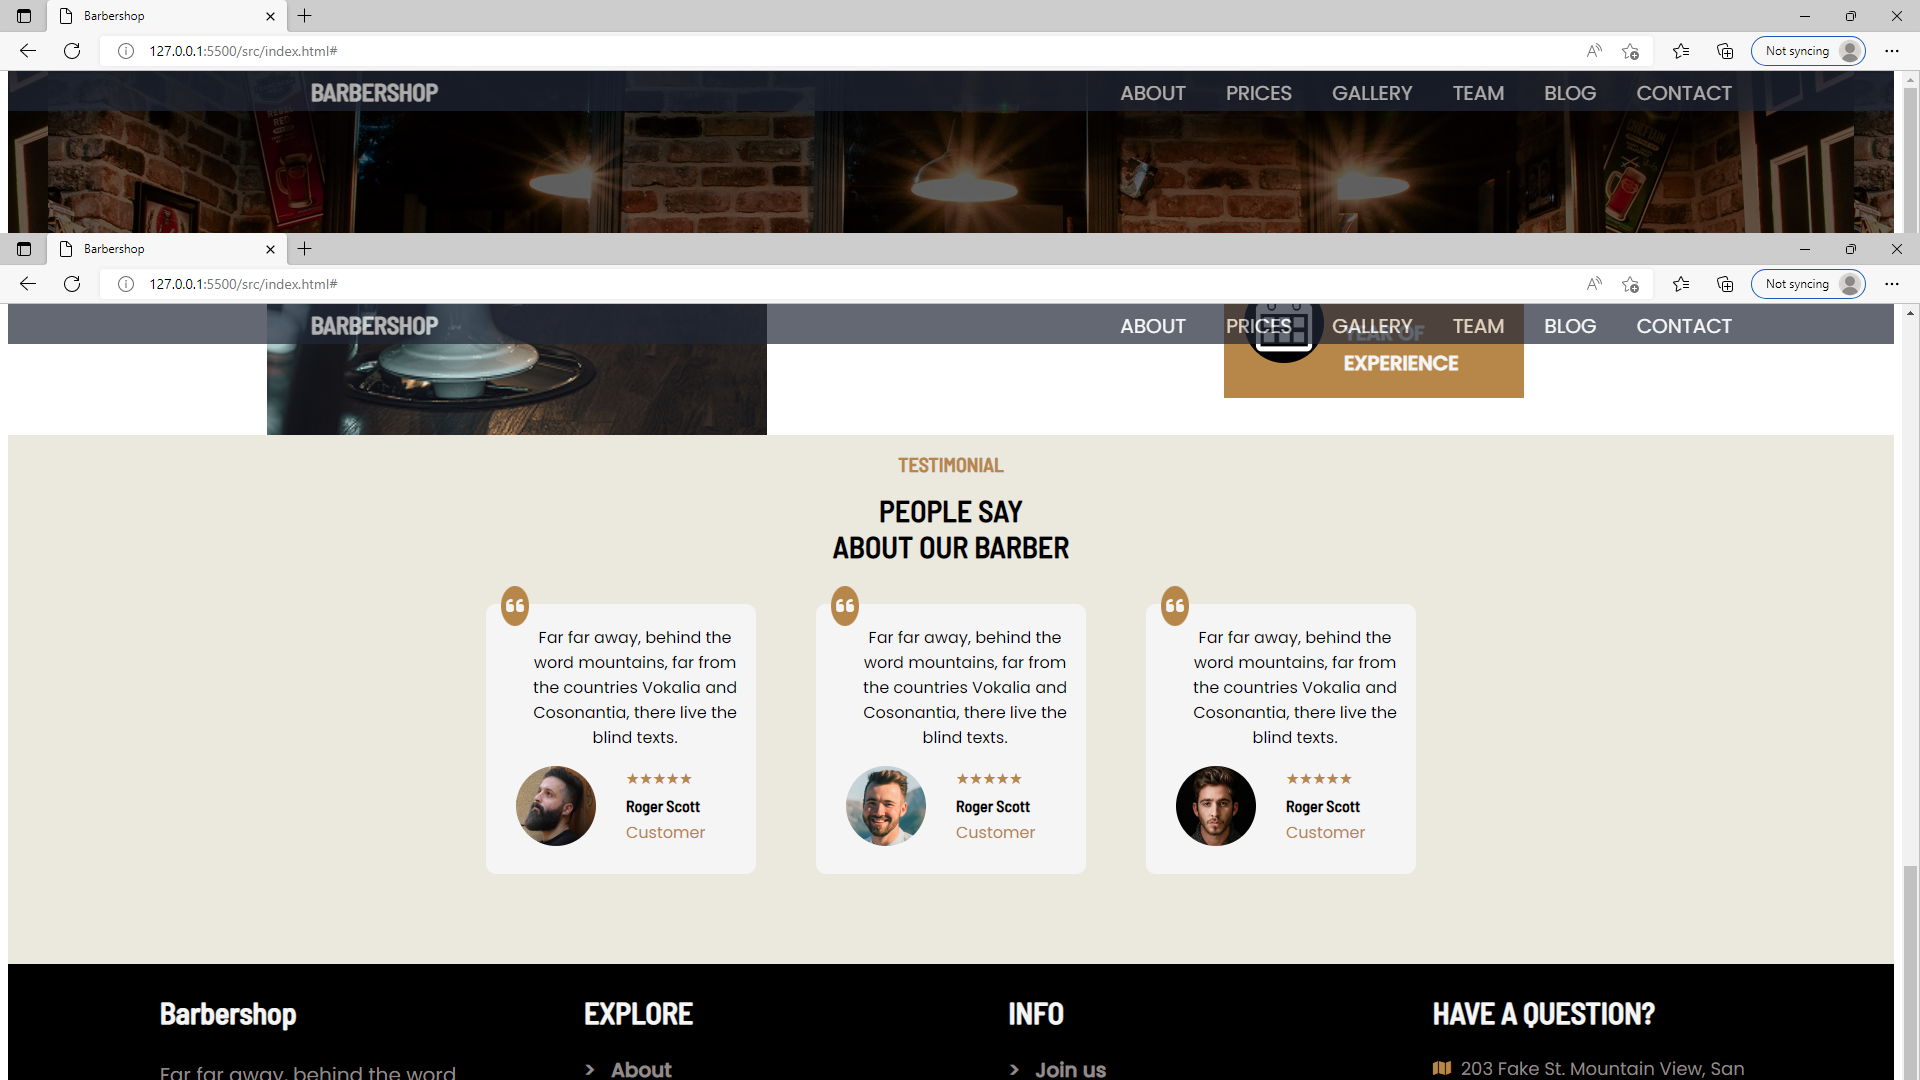 Barbershop
127.0.0.1:5500/src/index.html#
Not syncing
BARBERSHOP
ABOUT PRICES GALLERY TEAM BLOG CONTACT
Barbershop
127.0.0.1:5500/src/index.html#
Not syncing
BARBERSHOP
ABOUT PRICES GALLERY TEAM BLOG CONTACT
YEAR OF
EXPERIENCE
TESTIMONIAL
PEOPLE SAY
ABOUT OUR BARBER
Far far away, behind the
word mountains, far from
the countries Vokalia and
Cosonantia, there live the
blind texts.
★★★★★
Roger Scott
Customer
Far far away, behind the
word mountains, far from
the countries Vokalia and
Cosonantia, there live the
blind texts.
★★★★★
Roger Scott
Customer
Far far away, behind the
word mountains, far from
the countries Vokalia and
Cosonantia, there live the
blind texts.
★★★★★
Roger Scott
Customer
Barbershop
Far far away, behind the word
EXPLORE
> About
INFO
> Join us
HAVE A QUESTION?
203 Fake St. Mountain View, San